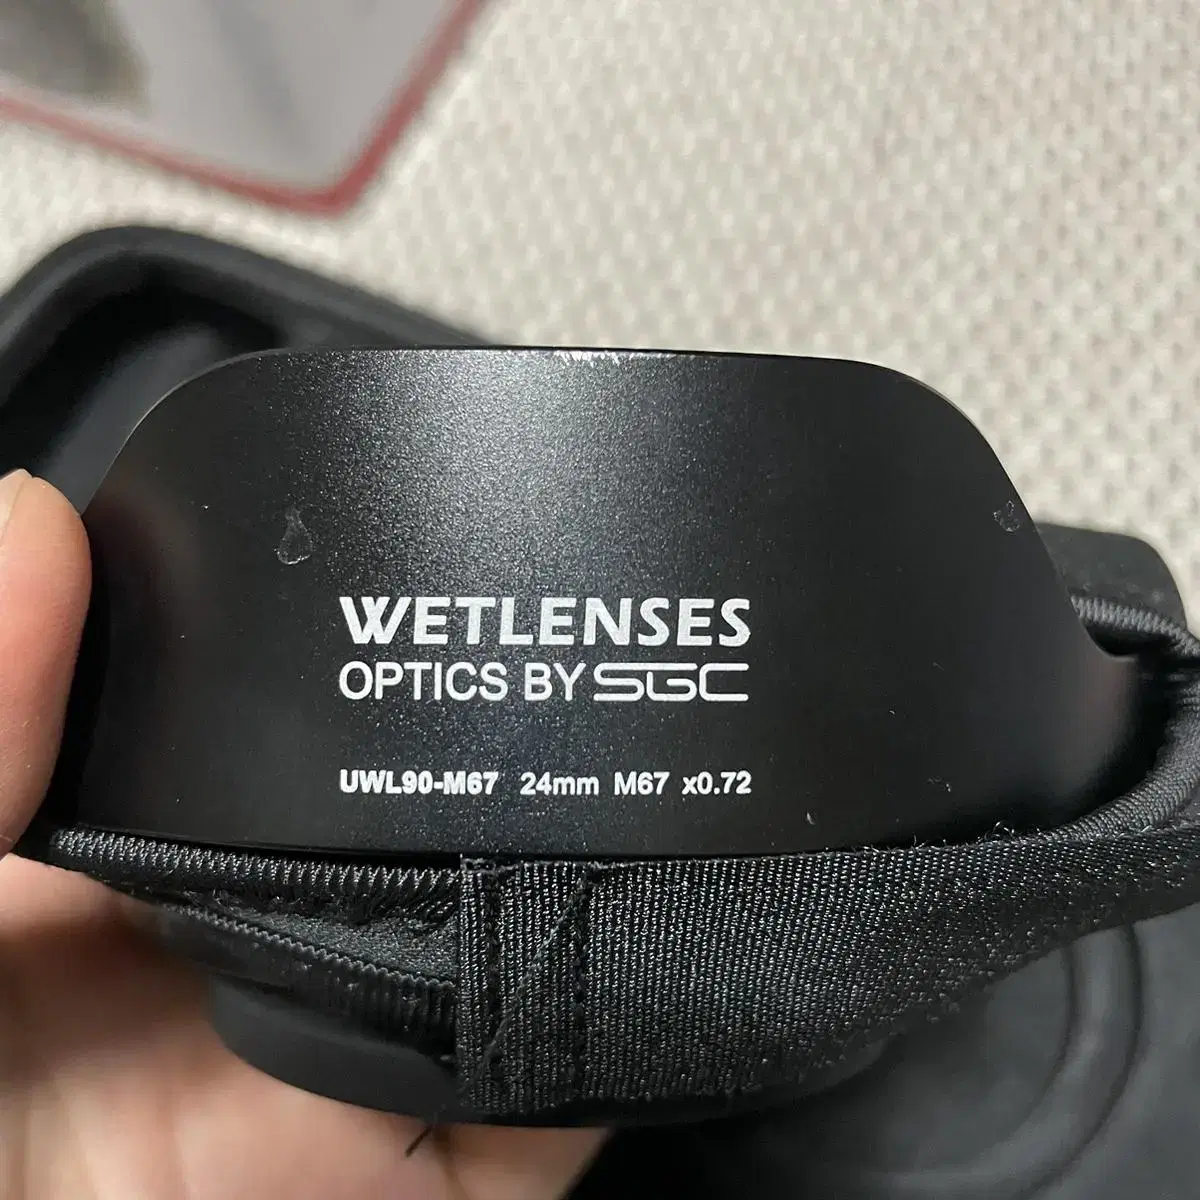 WETLENSES
OPTICS BY SGC
UWL90-M67 24mm M67 x0.72